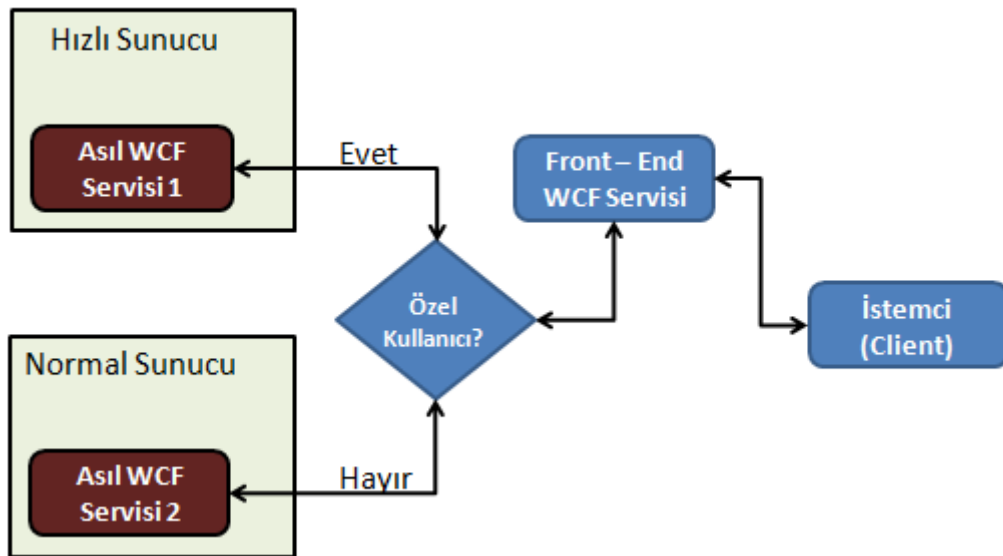 Hızlı Sunucu
Asıl WCF
Servisi 1
Evet
Front – End
WCF Servisi
Özel
Kullanıcı?
İstemci
(Client)
Normal Sunucu
Asıl WCF
Servisi 2
Hayır